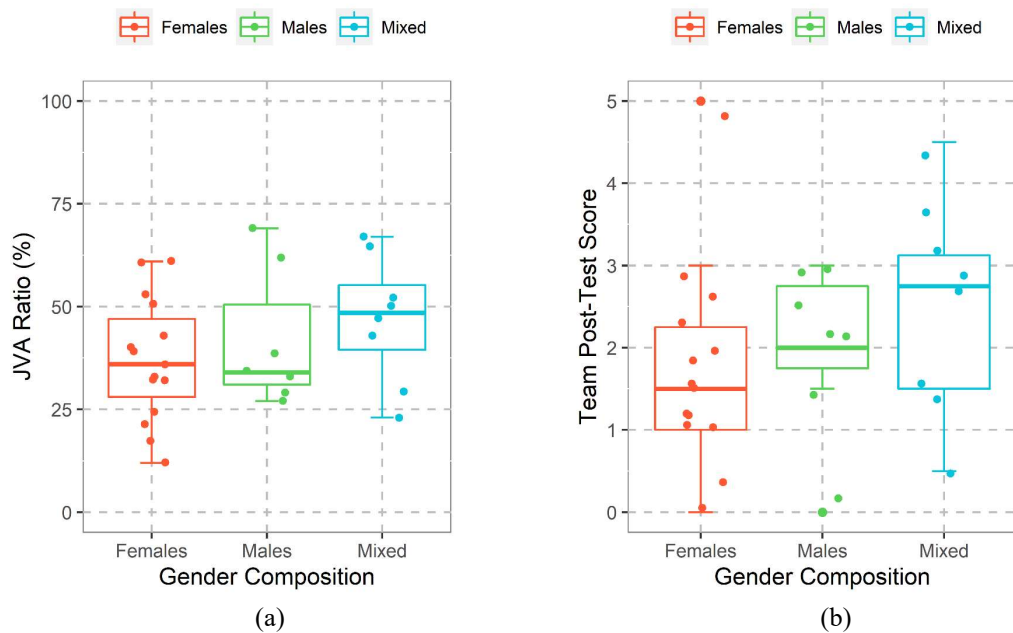 Females Males Mixed
JVA Ratio (%)
100
75
50
25
0
Females Males Mixed
Gender Composition
(a)
Females Males Mixed
Team Post-Test Score
5
4
3
2
1
0
Females Males Mixed
Gender Composition
(b)